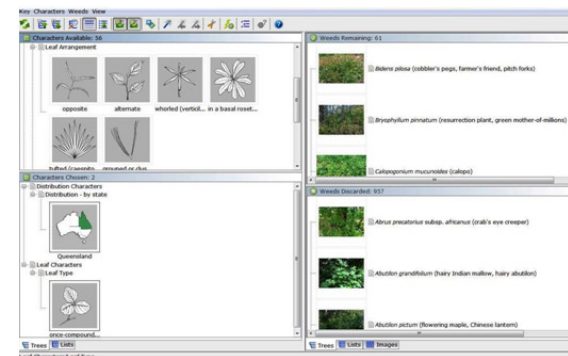 Key Characters Weeds View
Characters Available: 56
Leaf Arrangement
opposite
alternate
whorled (verticil...
in a basal roset...
tufted (caespito...
grouped or clus...
Characters Chosen: 2
Distribution Characters
Distribution - by state
Queensland
Leaf Characters
Leaf Type
once-compound...
Trees Lists
Weeds Remaining: 61
Bidens pilosa (cobbler's pegs, farmer's friend, pitch forks)
Bryophyllum pinnatum (resurrection plant, green mother-of-millions)
Calopogonium mucunoides (calopo)
Weeds Discarded: 937
Abrus precatorius subsp. africanus (crab's eye creeper)
Abutilon grandifolium (hairy Indian mallow, hairy abutilon)
Abutilon pictum (flowering maple, Chinese lantern)
Trees Lists Images